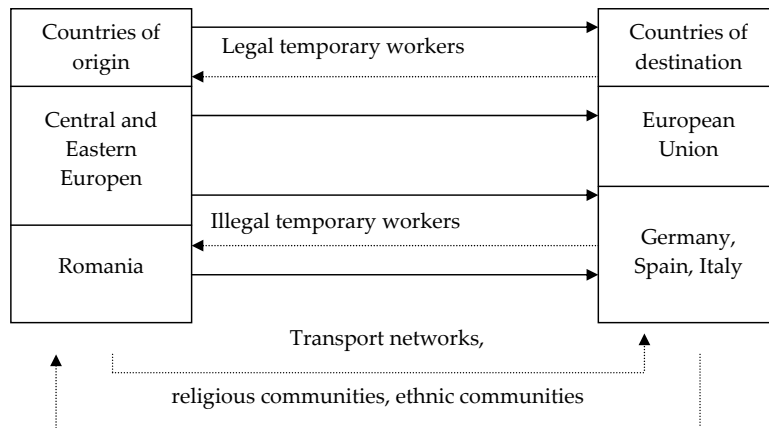 Countries of
origin
Legal temporary workers
Countries of
destination
Central and
Eastern
Europen
European
Union
Illegal temporary workers
Romania
Germany,
Spain, Italy
Transport networks,
religious communities, ethnic communities